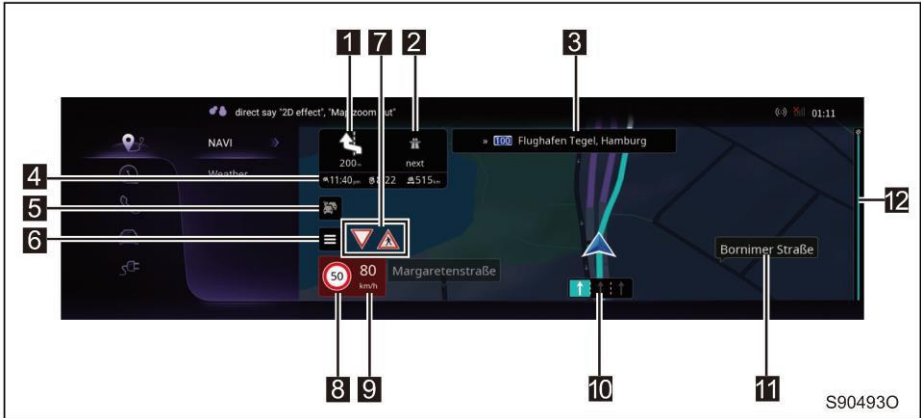 1 7 2 3
direct say "2D effect", "Map zoom out"
01:11
NAVI
200m
next
» 100 Flughafen Tegel, Hamburg
4
11:40pm
22 515km
Weather
5
12
6
Bornimer Straße
50
80
km/h
Margaretenstraße
8 9 10 11
S90493O